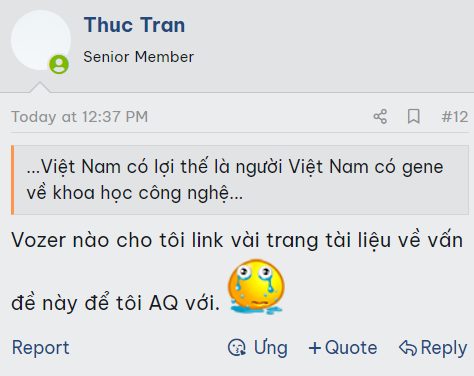 Thuc Tran
Senior Member
Today at 12:37 PM
#12
...Việt Nam có lợi thế là người Việt Nam có gene
về khoa học công nghệ...
Vozer nào cho tôi link vài trang tài liệu về vấn
đề này để tôi AQ với.
Report
Ưng
+Quote
Reply